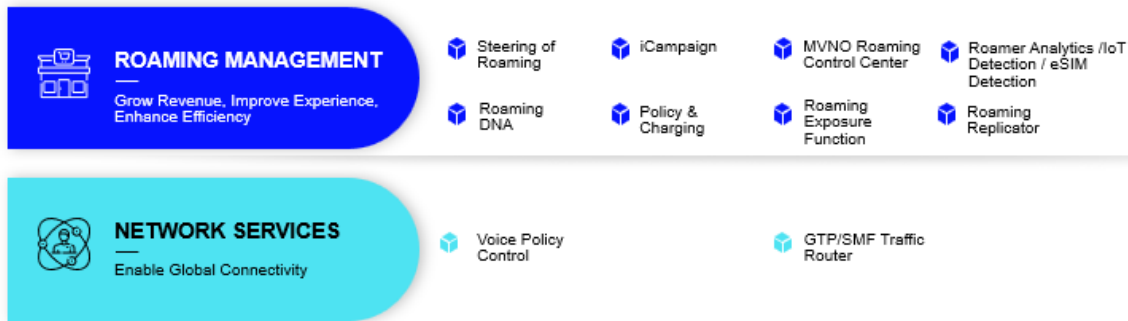 ROAMING MANAGEMENT
Grow Revenue, Improve Experience,
Enhance Efficiency
Steering of
Roaming
iCampaign
MVNO Roaming
Control Center
Roamer Analytics /IoT
Detection / eSIM
Detection
Roaming
DNA
Policy &
Charging
Roaming
Exposure
Function
Roaming
Replicator
NETWORK SERVICES
Enable Global Connectivity
Voice Policy
Control
GTP/SMF Traffic
Router